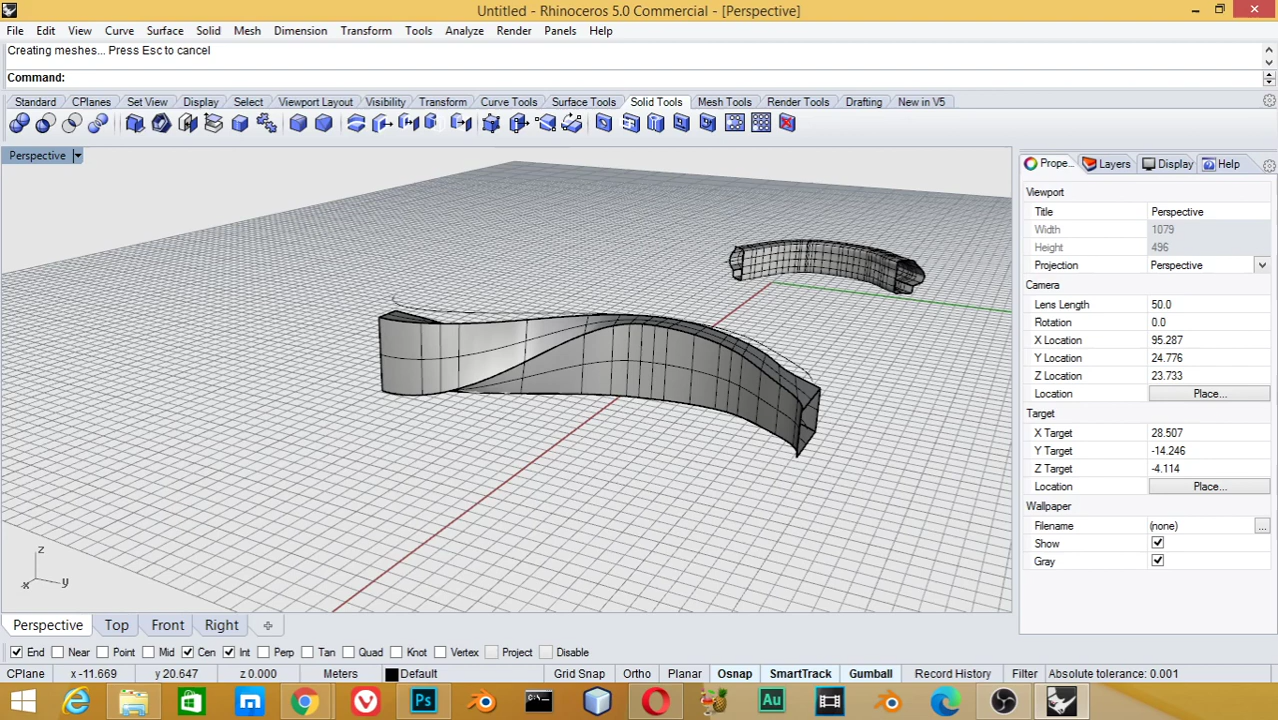 Untitled - Rhinoceros 5.0 Commercial - [Perspective]
File Edit View Curve Surface Solid Mesh Dimension Transform Tools Analyze Render Panels Help
Creating meshes... Press Esc to cancel
Command:
Standard CPlanes Set View Display Select Viewport Layout Visibility Transform Curve Tools Surface Tools Solid Tools Mesh Tools Render Tools Drafting New in V5
Perspective
Prope... Layers Display Help
Viewport
Title Perspective
Width 1079
Height 496
Projection Perspective
Camera
Lens Length 50.0
Rotation 0.0
X Location 95.287
Y Location 24.776
Z Location 23.733
Location Place...
Target
X Target 28.507
Y Target -14.246
Z Target -4.114
Location Place...
Wallpaper
Filename (none) ...
Show
Gray
z
x y
Perspective Top Front Right
End Near Point Mid Cen Int Perp Tan Quad Knot Vertex Project Disable
CPlane x -11.669 y 20.647 z 0.000 Meters Default Grid Snap Ortho Planar Osnap SmartTrack Gumball Record History Filter Absolute tolerance: 0.001
Ps Au